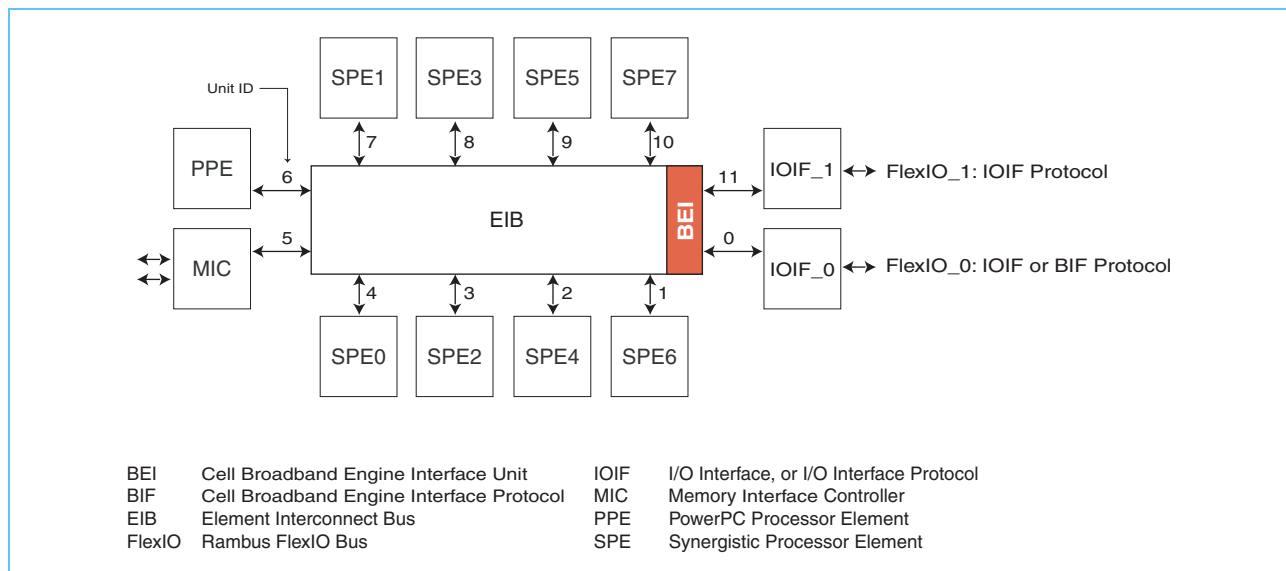 SPE1 SPE3 SPE5 SPE7
Unit ID
7 8 9 10
PPE 6 11 IOIF_1 FlexIO_1: IOIF Protocol
EIB BEI
MIC 5 0 IOIF_0 FlexIO_0: IOIF or BIF Protocol
4 3 2 1
SPE0 SPE2 SPE4 SPE6
BEI Cell Broadband Engine Interface Unit IOIF I/O Interface, or I/O Interface Protocol
BIF Cell Broadband Engine Interface Protocol MIC Memory Interface Controller
EIB Element Interconnect Bus PPE PowerPC Processor Element
FlexIO Rambus FlexIO Bus SPE Synergistic Processor Element